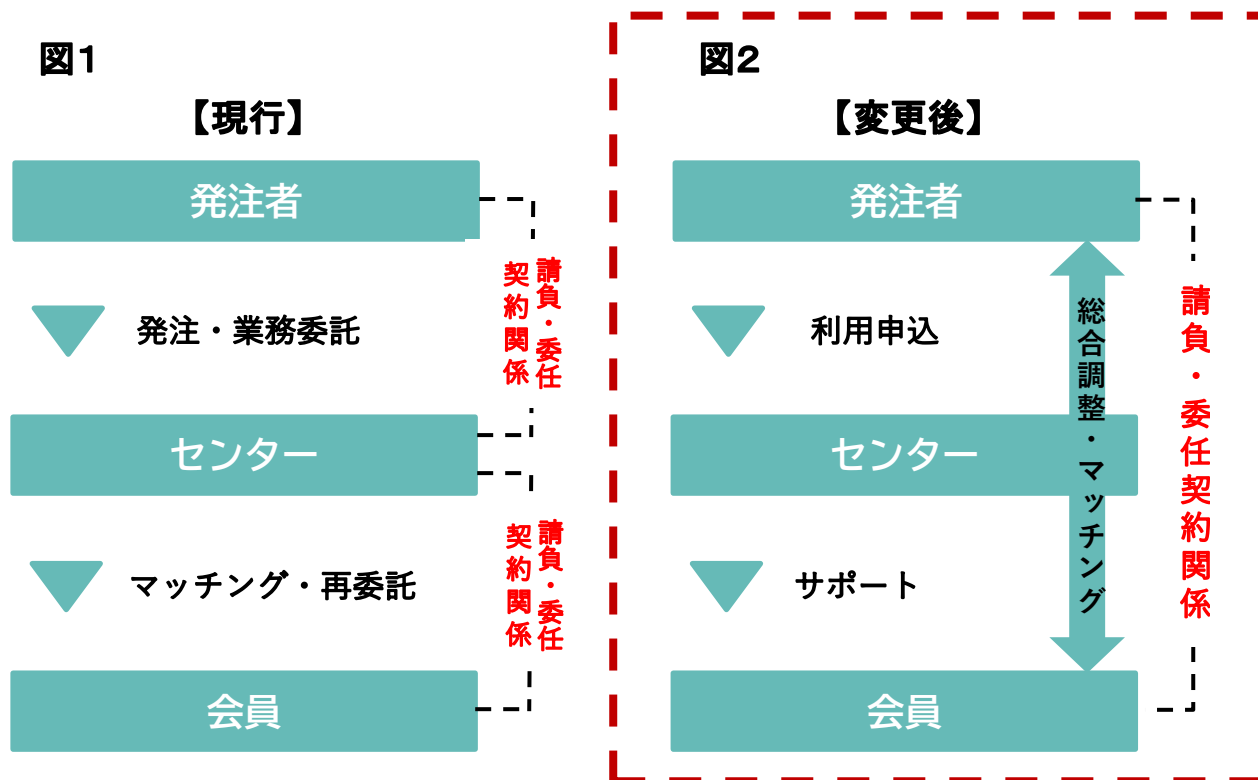 図1
【現行】
発注者
発注・業務委託
請負・委任
契約関係
センター
マッチング・再委託
請負・委任
契約関係
会員
図2
【変更後】
発注者
利用申込
センター
サポート
会員
総合調整・マッチング
請負・委任契約関係